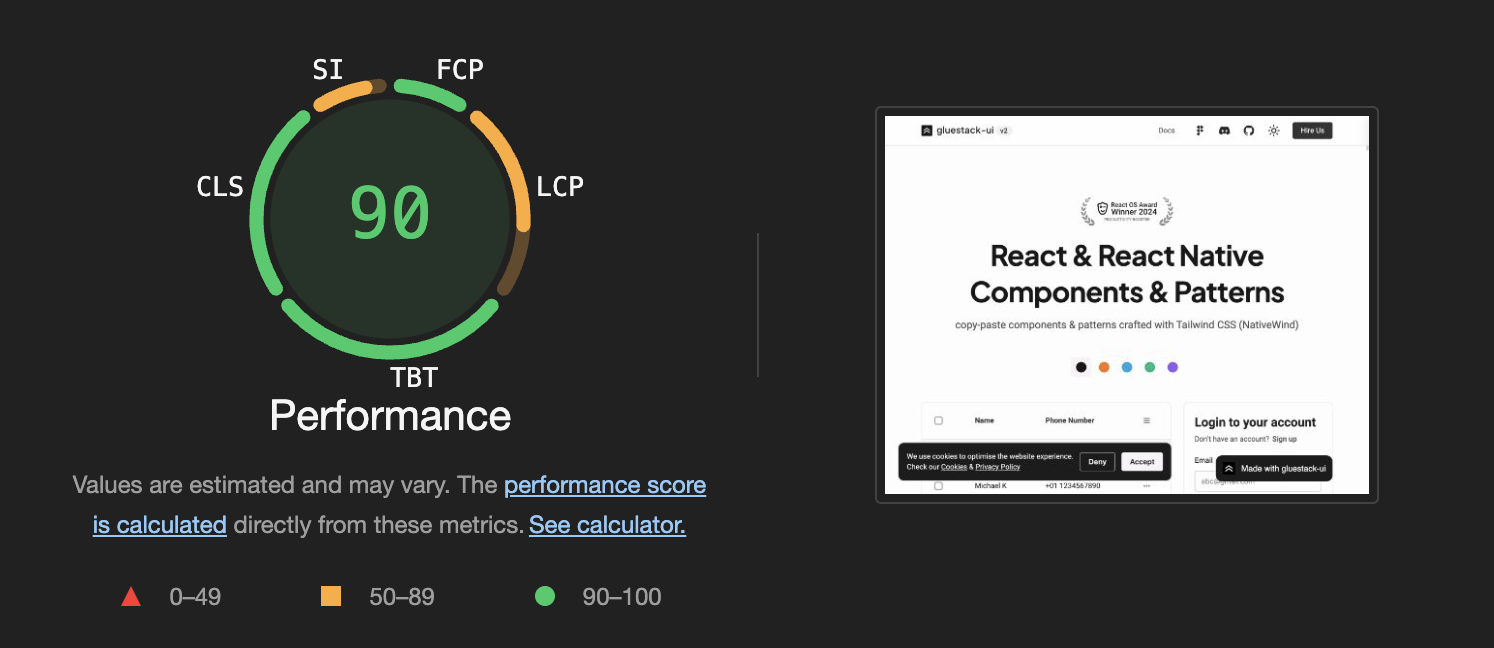 SI
FCP
CLS
LCP
90
TBT
Performance
Values are estimated and may vary. The performance score
is calculated directly from these metrics. See calculator.
0–49
50–89
90–100
gluestack-ui v2
Docs
Hire Us
React OS Award
Winner 2024
PRODUCTIVITY BOOSTER
React & React Native
Components & Patterns
copy-paste components & patterns crafted with Tailwind CSS (NativeWind)
Name
Phone Number
Login to your account
Don't have an account? Sign up
We use cookies to optimise the website experience.
Check our Cookies & Privacy Policy
Deny
Accept
Email
Made with gluestack-ui
abc@gmail.com
Michael K
+01 1234567890